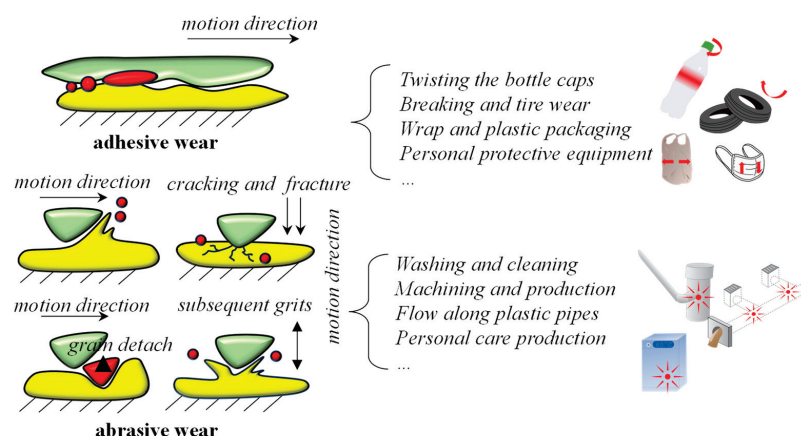 motion direction
adhesive wear
Twisting the bottle caps
Breaking and tire wear
Wrap and plastic packaging
Personal protective equipment
...
motion direction
cracking and fracture
motion direction
motion direction
subsequent grits
grain detach
abrasive wear
Washing and cleaning
Machining and production
Flow along plastic pipes
Personal care production
...